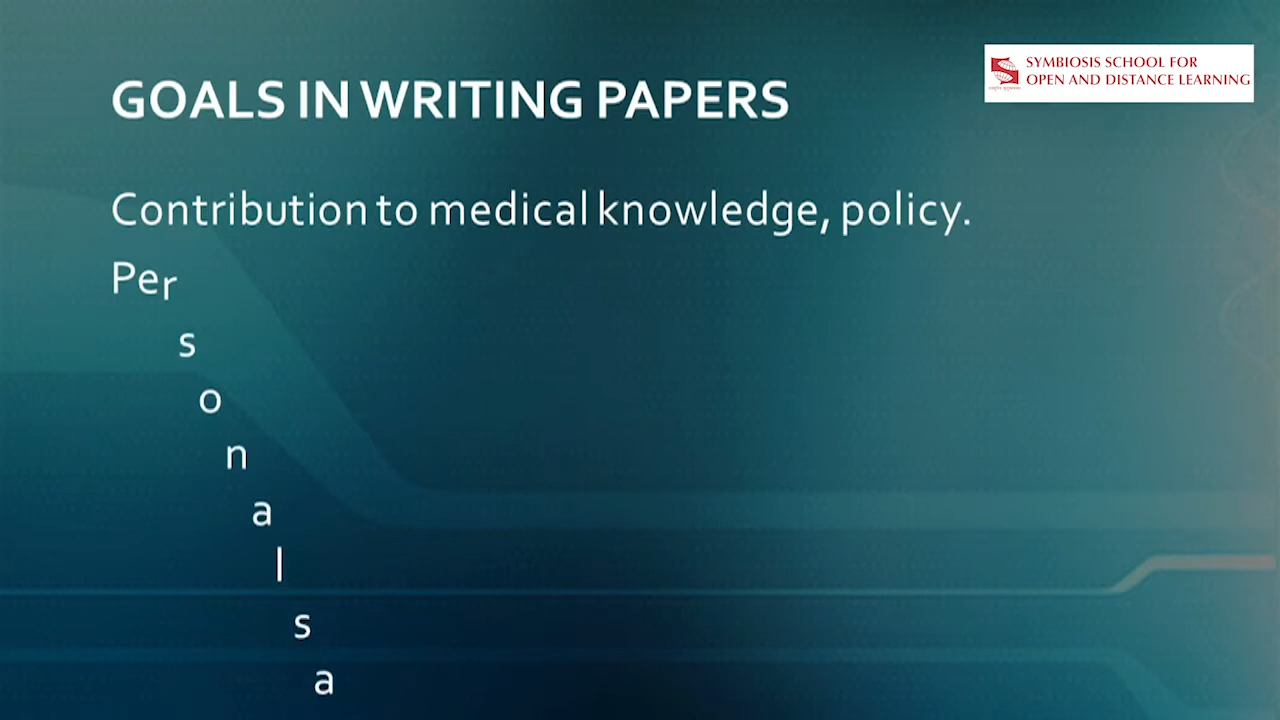 SYMBIOSIS SCHOOL FOR
OPEN AND DISTANCE LEARNING
GOALS IN WRITING PAPERS
Contribution to medical knowledge, policy.
Per
s
o
n
a
l
s
a